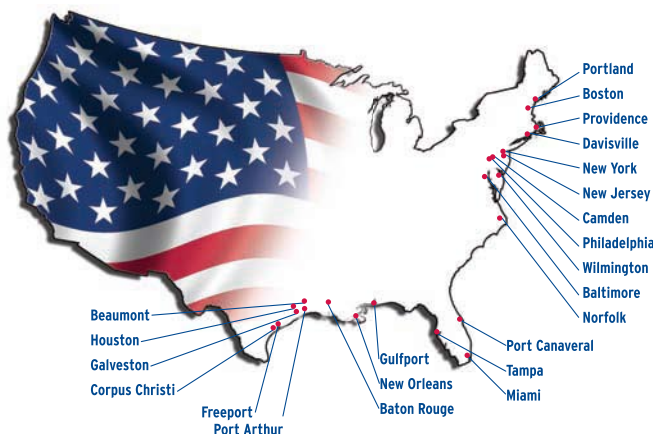 Portland
Boston
Providence
Davisville
New York
New Jersey
Camden
Philadelphia
Wilmington
Baltimore
Norfolk
Beaumont
Houston
Galveston
Corpus Christi
Freeport
Port Arthur
Gulfport
New Orleans
Baton Rouge
Port Canaveral
Tampa
Miami